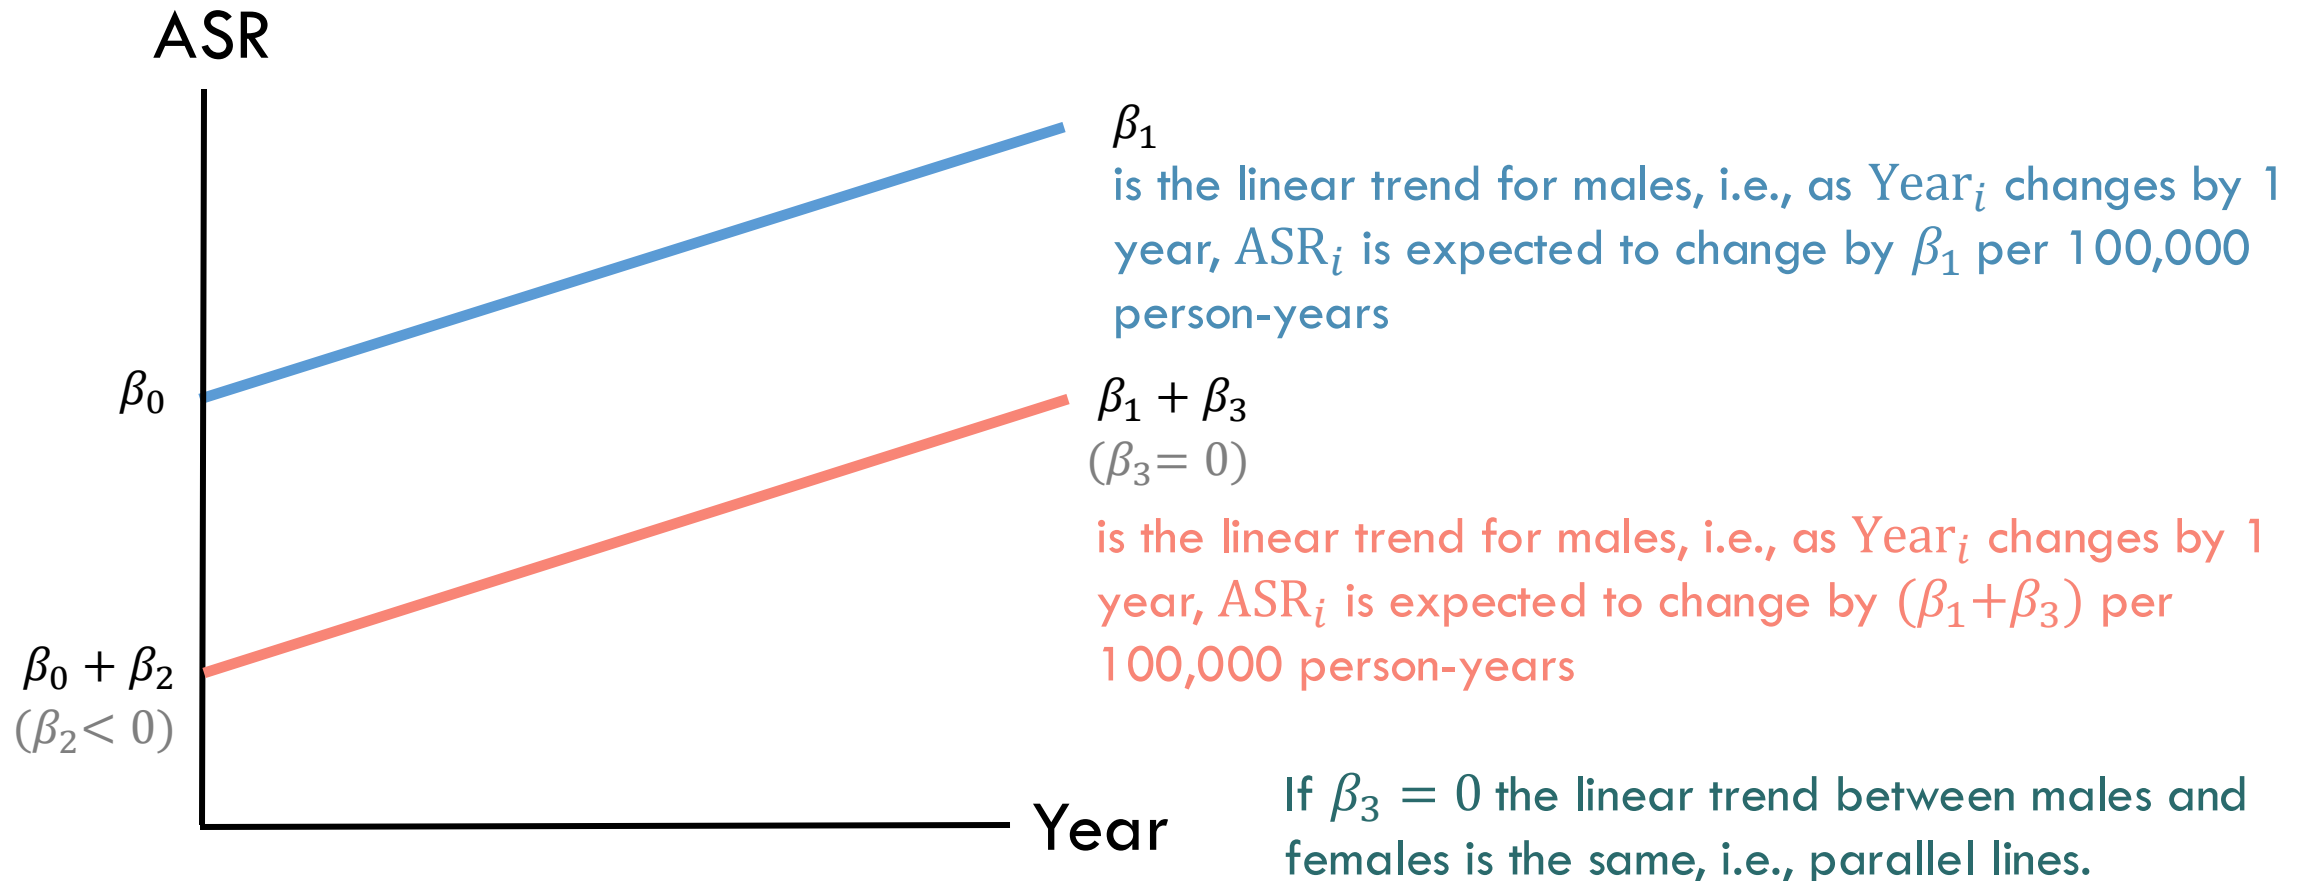 ASR
β₁
is the linear trend for males, i.e., as Yearᵢ changes by 1
year, ASRᵢ is expected to change by β₁ per 100,000
person-years
β₀
β₁ + β₃
(β₃= 0)
is the linear trend for males, i.e., as Yearᵢ changes by 1
year, ASRᵢ is expected to change by (β₁+β₃) per
100,000 person-years
β₀ + β₂
(β₂< 0)
Year
If β₃ = 0 the linear trend between males and
females is the same, i.e., parallel lines.